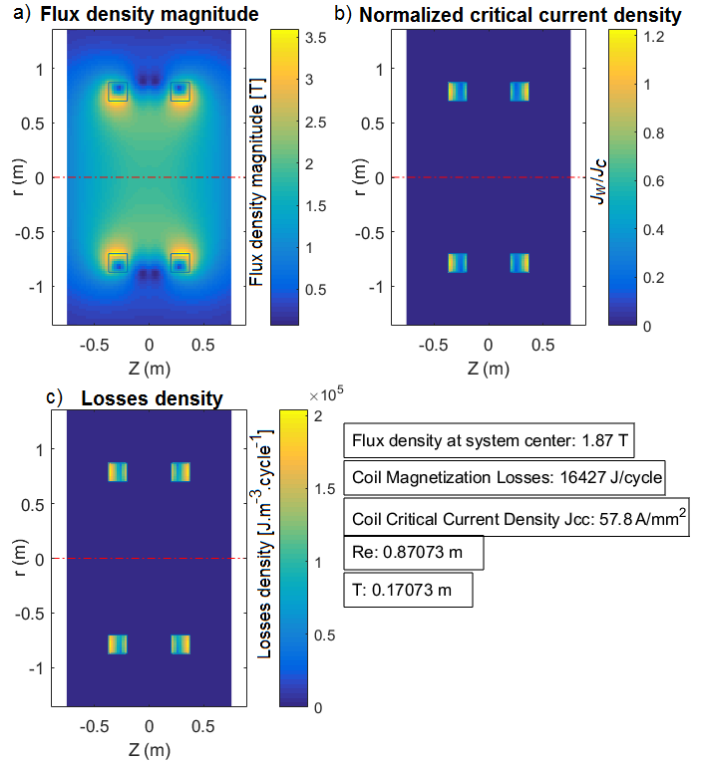 a) Flux density magnitude
1
0.5
0
-0.5
-1
r (m)
-0.5
0
0.5
Z (m)
3.5
3
2.5
2
1.5
1
0.5
Flux density magnitude [T]
b) Normalized critical current density
1
0.5
0
-0.5
-1
r (m)
-0.5
0
0.5
Z (m)
1.2
1
0.8
0.6
0.4
0.2
0
J_W/J_C
c) Losses density
1
0.5
0
-0.5
-1
r (m)
-0.5
0
0.5
Z (m)
×10⁵
2
1.5
1
0.5
0
Losses density [J.m⁻³.cycle⁻¹]
Flux density at system center: 1.87 T
Coil Magnetization Losses: 16427 J/cycle
Coil Critical Current Density Jcc: 57.8 A/mm²
Re: 0.87073 m
T: 0.17073 m